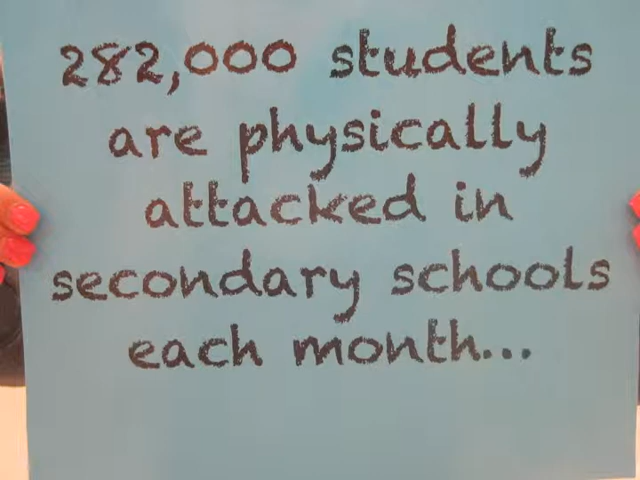 282,000 students
are physically
attacked in
secondary schools
each month...